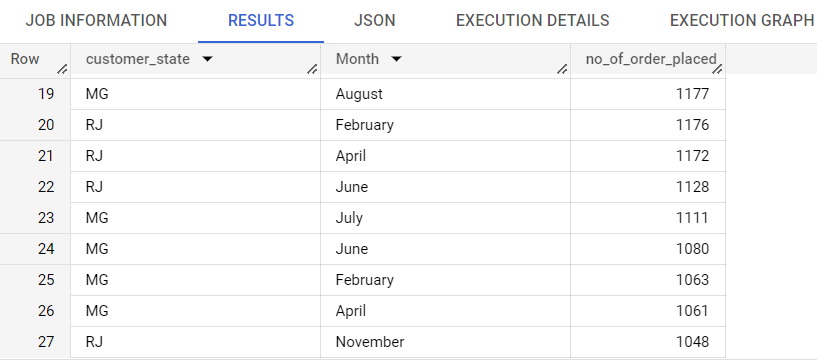 JOB INFORMATION RESULTS JSON EXECUTION DETAILS EXECUTION GRAPH
Row customer_state Month no_of_order_placed
19 MG August 1177
20 RJ February 1176
21 RJ April 1172
22 RJ June 1128
23 MG July 1111
24 MG June 1080
25 MG February 1063
26 MG April 1061
27 RJ November 1048